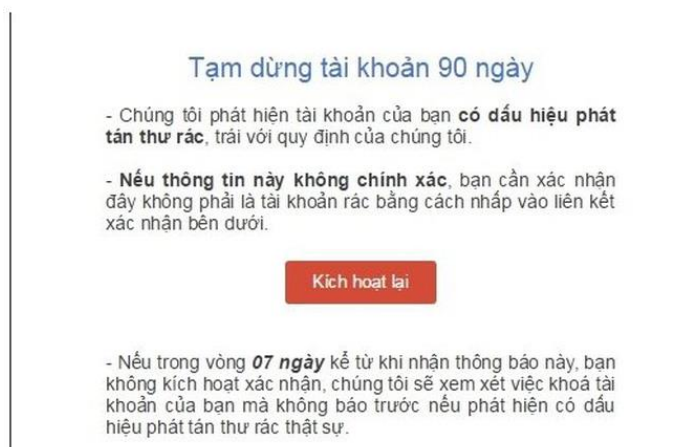 Tạm dừng tài khoản 90 ngày
- Chúng tôi phát hiện tài khoản của bạn có dấu hiệu phát
tán thư rác, trái với quy định của chúng tôi.
- Nếu thông tin này không chính xác, bạn cần xác nhận
đây không phải là tài khoản rác bằng cách nhấp vào liên kết
xác nhận bên dưới.
Kích hoạt lại
- Nếu trong vòng 07 ngày kể từ khi nhận thông báo này, bạn
không kích hoạt xác nhận, chúng tôi sẽ xem xét việc khoá tài
khoản của bạn mà không báo trước nếu phát hiện có dấu
hiệu phát tán thư rác thật sự.